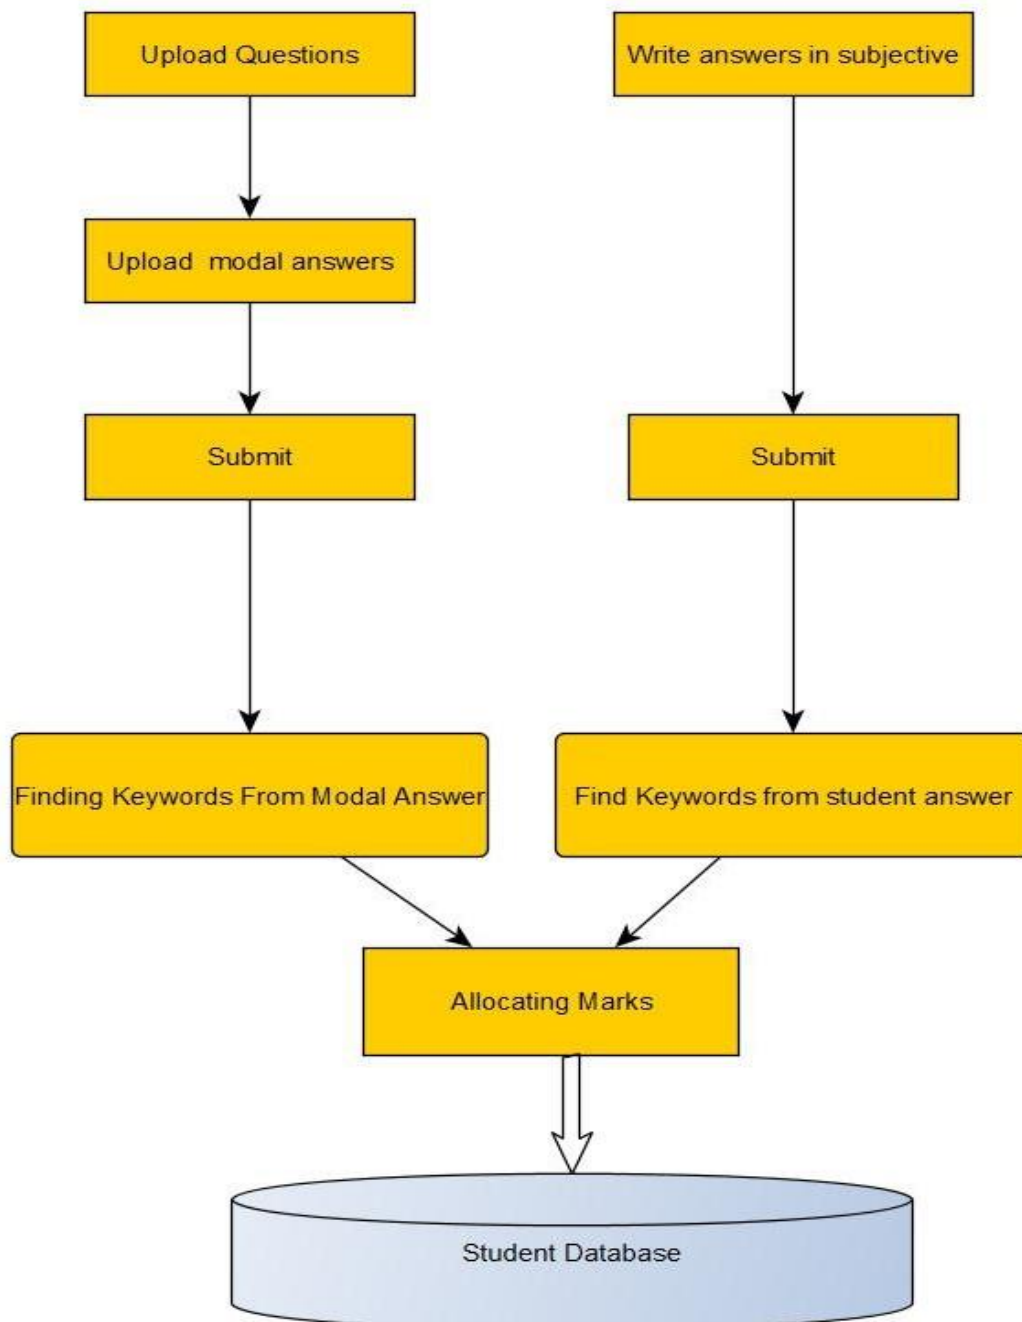 Upload Questions
Write answers in subjective
Upload  modal answers
Submit
Submit
Finding Keywords From Modal Answer
Find Keywords from student answer
Allocating Marks
Student Database